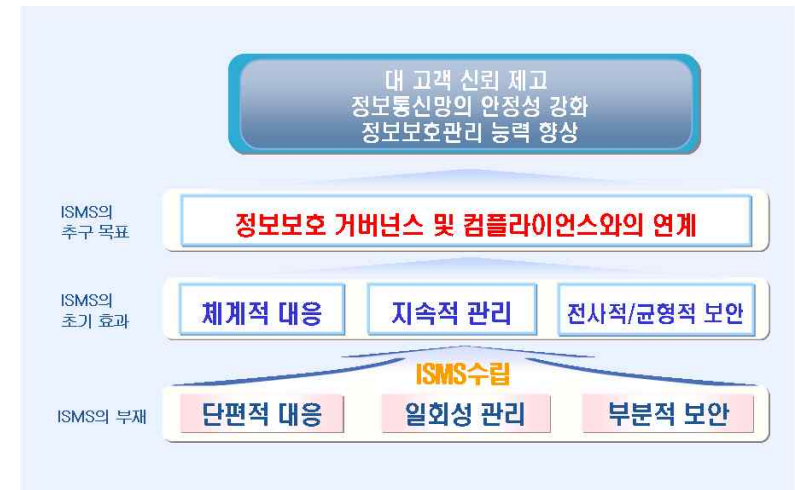 대 고객 신뢰 제고
정보통신망의 안정성 강화
정보보호관리 능력 향상
ISMS의
추구 목표
정보보호 거버넌스 및 컴플라이언스와의 연계
ISMS의
초기 효과
체계적 대응
지속적 관리
전사적/균형적 보안
ISMS수립
ISMS의 부재
단편적 대응
일회성 관리
부분적 보안